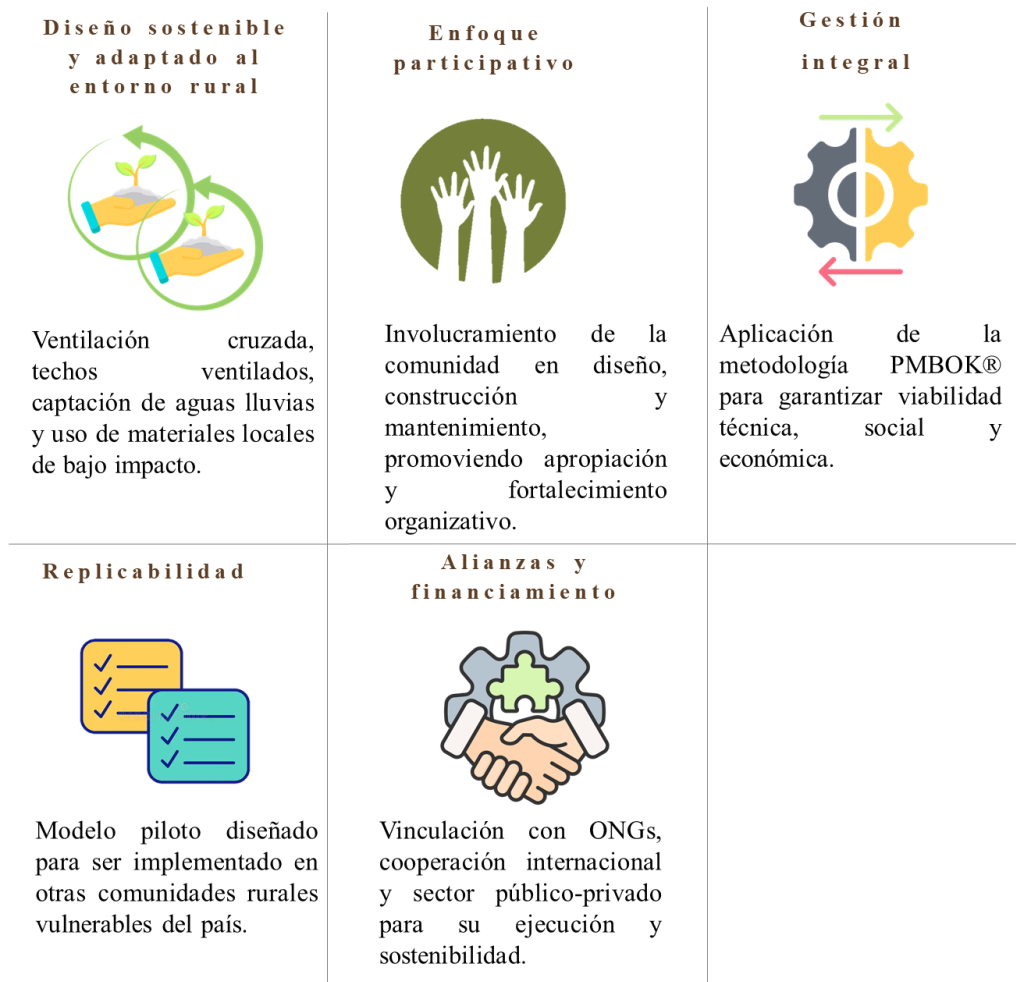 Diseño sostenible
y adaptado al
entorno rural
Ventilación cruzada,
techos ventilados,
captación de aguas lluvias
y uso de materiales locales
de bajo impacto.
Enfoque
participativo
Involucramiento de la
comunidad en diseño,
construcción y
mantenimiento,
promoviendo apropiación
y fortalecimiento
organizativo.
Gestión
integral
Aplicación de la
metodología PMBOK®
para garantizar viabilidad
técnica, social y
económica.
Replicabilidad
Modelo piloto diseñado
para ser implementado en
otras comunidades rurales
vulnerables del país.
Alianzas y
financiamiento
Vinculación con ONGs,
cooperación internacional
y sector público-privado
para su ejecución y
sostenibilidad.